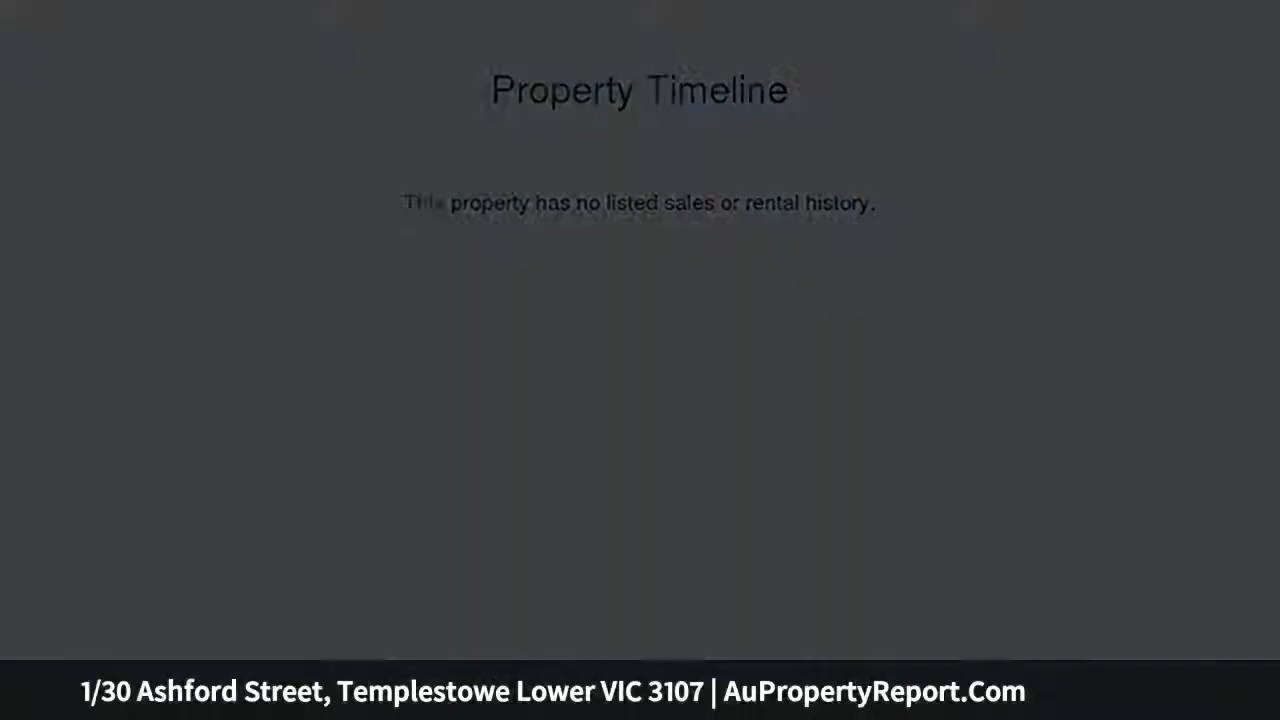 Property Timeline
This property has no listed sales or rental history.
1/30 Ashford Street, Templestowe Lower VIC 3107 | AuPropertyReport.Com